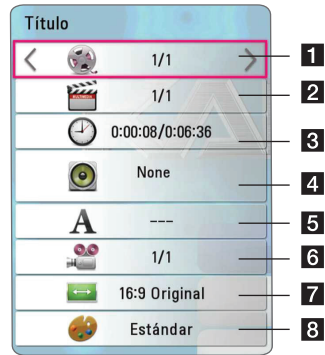 Título
1/1 1
1/1 2
0:00:08/0:06:36 3
None 4
A --- 5
1/1 6
16:9 Original 7
Estándar 8